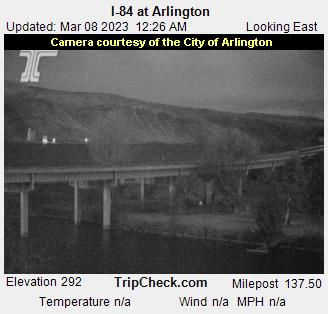 I-84 at Arlington
Updated: Mar 08 2023 12:26 AM Looking East
Camera courtesy of the City of Arlington
Elevation 292 TripCheck.com Milepost 137.50
Temperature n/a Wind n/a MPH n/a